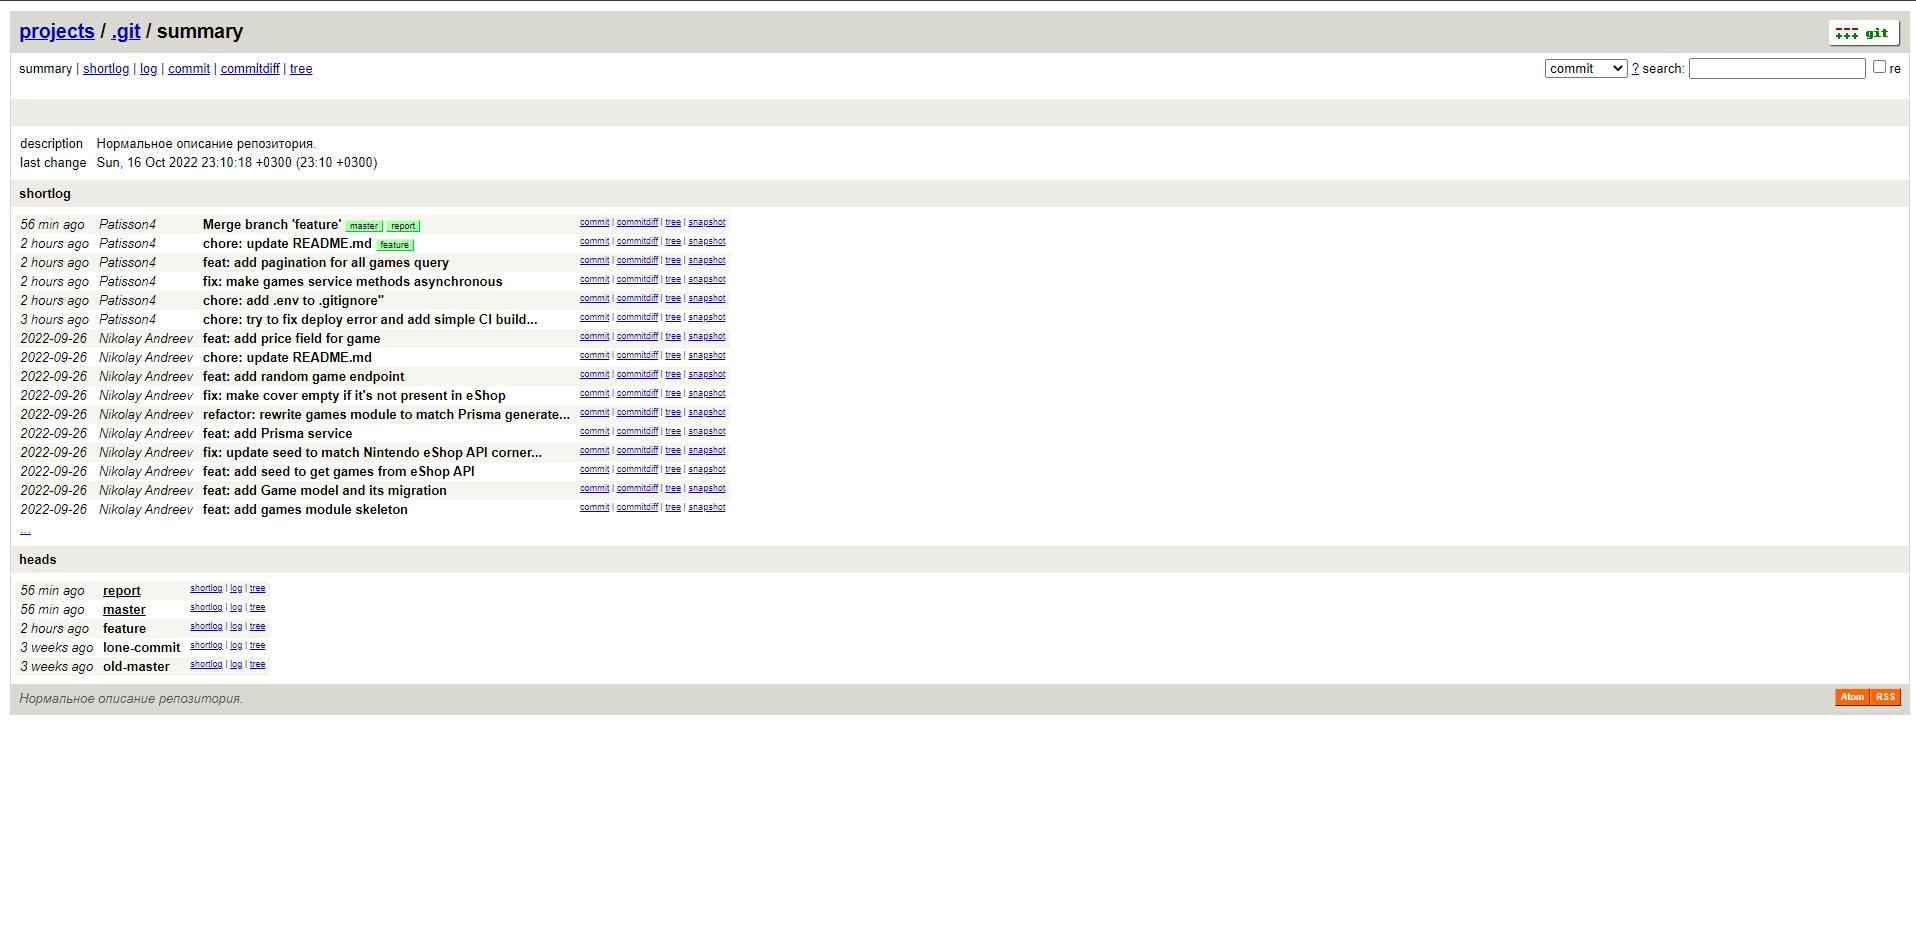 projects / .git / summary
git
summary | shortlog | log | commit | commitdiff | tree
commit ? search: re
description Нормальное описание репозитория.
last change Sun, 16 Oct 2022 23:10:18 +0300 (23:10 +0300)
shortlog
56 min ago Patisson4 Merge branch 'feature' master report commit | commitdiff | tree | snapshot
2 hours ago Patisson4 chore: update README.md feature commit | commitdiff | tree | snapshot
2 hours ago Patisson4 feat: add pagination for all games query commit | commitdiff | tree | snapshot
2 hours ago Patisson4 fix: make games service methods asynchronous commit | commitdiff | tree | snapshot
2 hours ago Patisson4 chore: add .env to .gitignore" commit | commitdiff | tree | snapshot
3 hours ago Patisson4 chore: try to fix deploy error and add simple CI build... commit | commitdiff | tree | snapshot
2022-09-26 Nikolay Andreev feat: add price field for game commit | commitdiff | tree | snapshot
2022-09-26 Nikolay Andreev chore: update README.md commit | commitdiff | tree | snapshot
2022-09-26 Nikolay Andreev feat: add random game endpoint commit | commitdiff | tree | snapshot
2022-09-26 Nikolay Andreev fix: make cover empty if it's not present in eShop commit | commitdiff | tree | snapshot
2022-09-26 Nikolay Andreev refactor: rewrite games module to match Prisma generate... commit | commitdiff | tree | snapshot
2022-09-26 Nikolay Andreev feat: add Prisma service commit | commitdiff | tree | snapshot
2022-09-26 Nikolay Andreev fix: update seed to match Nintendo eShop API corner... commit | commitdiff | tree | snapshot
2022-09-26 Nikolay Andreev feat: add seed to get games from eShop API commit | commitdiff | tree | snapshot
2022-09-26 Nikolay Andreev feat: add Game model and its migration commit | commitdiff | tree | snapshot
2022-09-26 Nikolay Andreev feat: add games module skeleton commit | commitdiff | tree | snapshot
...
heads
56 min ago report shortlog | log | tree
56 min ago master shortlog | log | tree
2 hours ago feature shortlog | log | tree
3 weeks ago lone-commit shortlog | log | tree
3 weeks ago old-master shortlog | log | tree
Нормальное описание репозитория.
Atom RSS